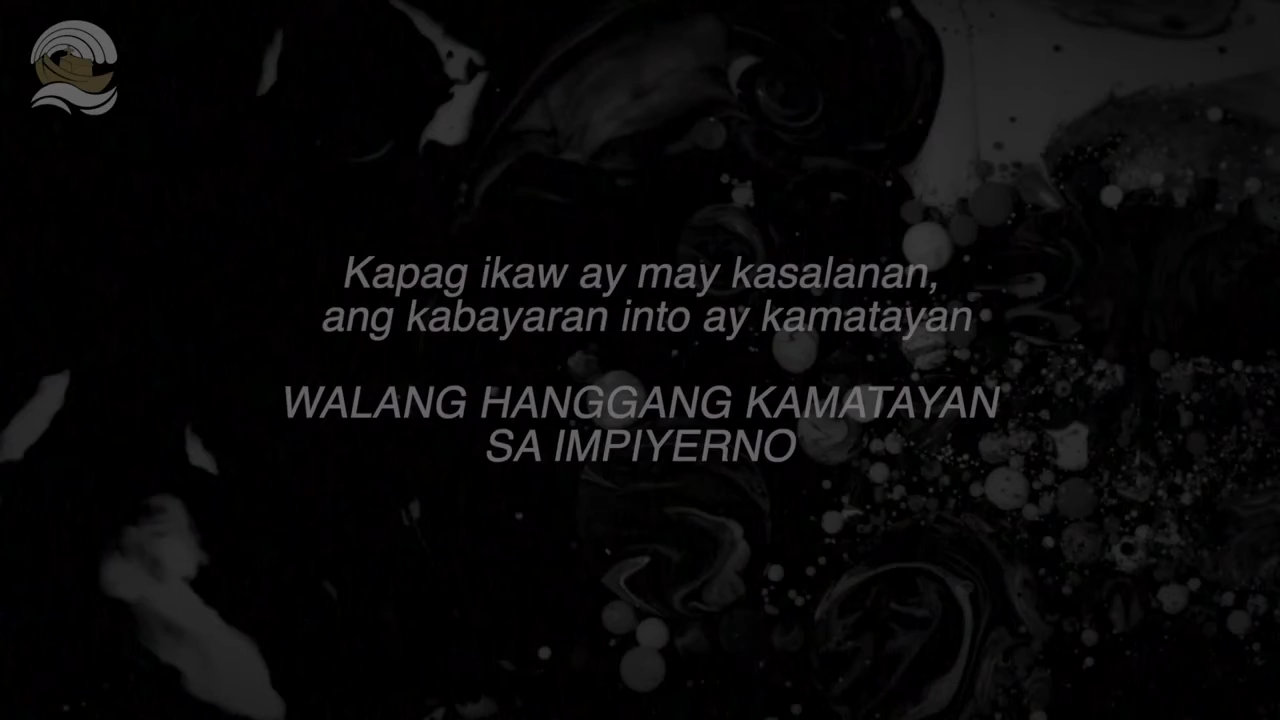 Kapag ikaw ay may kasalanan,
ang kabayaran into ay kamatayan
WALANG HANGGANG KAMATAYAN
SA IMPIYERNO